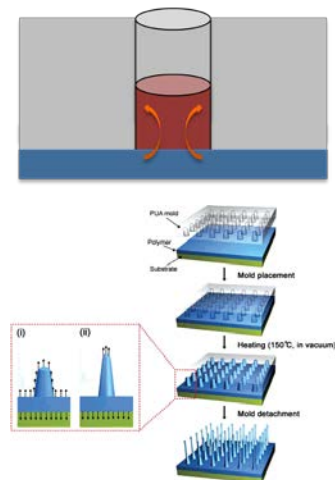 PUA mold
Polymer
Substrate
Mold placement
Heating (150℃, in vacuum)
(i)
(ii)
Mold detachment